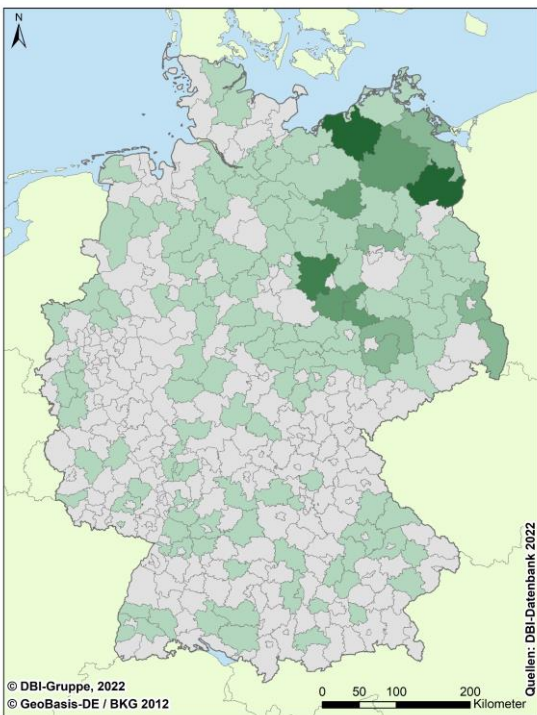 N
Quellen: DBI-Datenbank 2022
© DBI-Gruppe, 2022
© GeoBasis-DE / BKG 2012
0 50 100 200
Kilometer